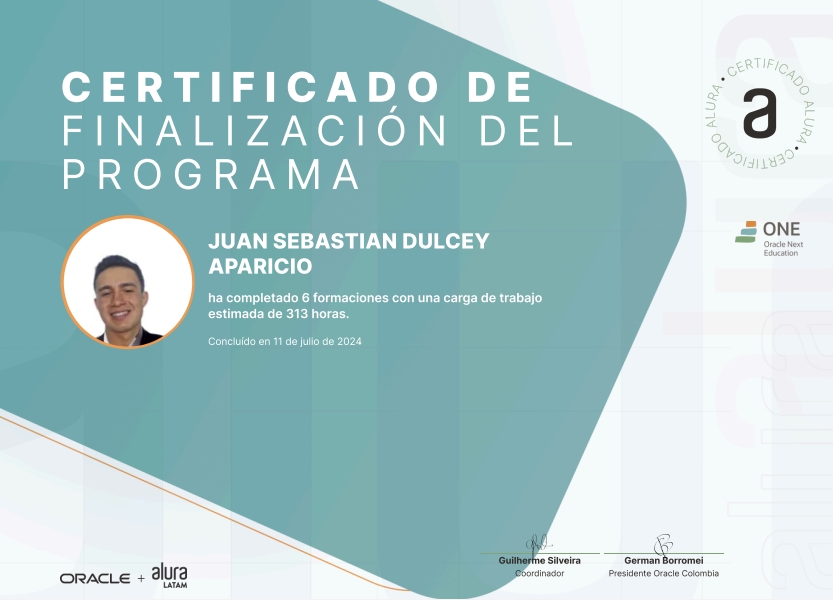 CERTIFICADO DE
FINALIZACIÓN DEL
PROGRAMA
CERTIFICADO ALURA • CERTIFICADO ALURA •
a
ONE
Oracle Next
Education
JUAN SEBASTIAN DULCEY
APARICIO
ha completado 6 formaciones con una carga de trabajo
estimada de 313 horas.
Concluído en 11 de julio de 2024
Guilherme Silveira
Coordinador
German Borromei
Presidente Oracle Colombia
ORACLE + alura
LATAM